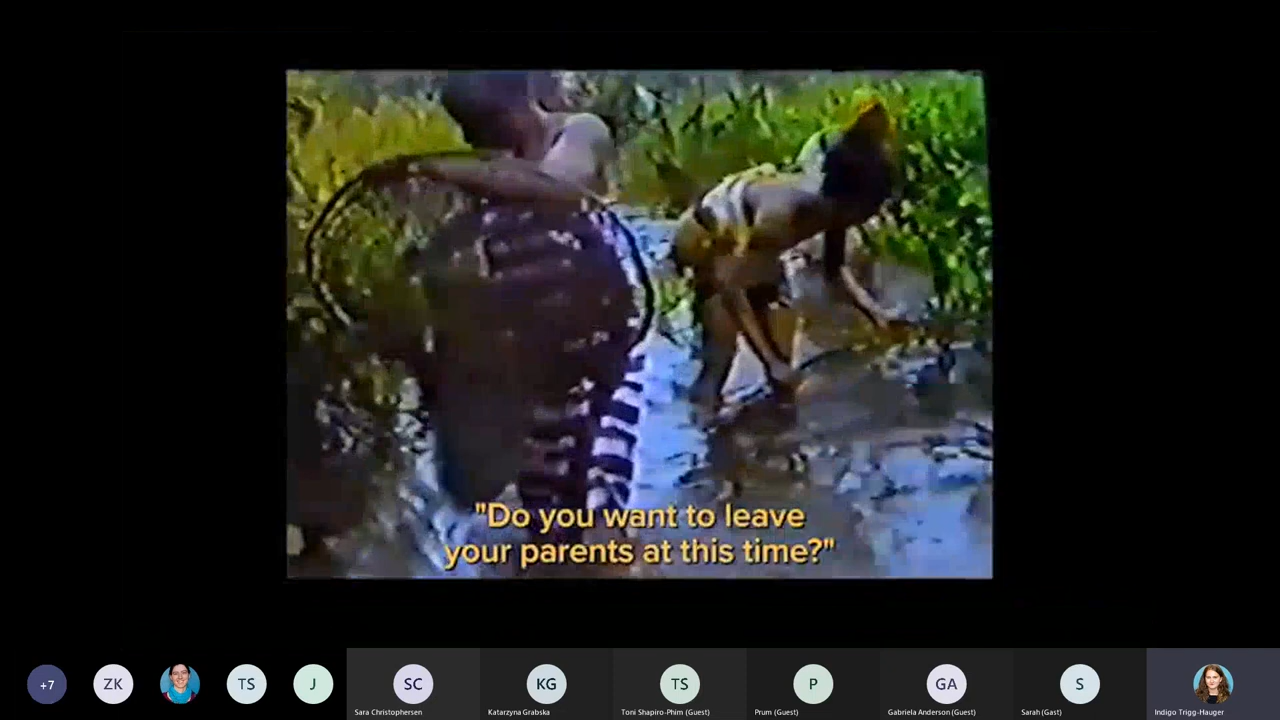 "Do you want to leave
your parents at this time?"
+7
ZK
TS
J
SC
KG
TS
P
GA
S
Sara Christophersen
Katarzyna Grabska
Toni Shapiro-Phim (Guest)
Prum (Guest)
Gabriela Anderson (Guest)
Sarah (Gast)
Indigo Trigg-Hauger